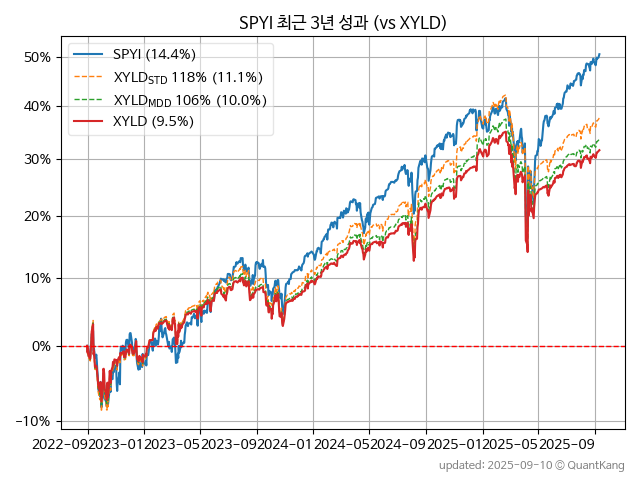 SPYI 최근 3년 성과 (vs XYLD)
SPYI (14.4%)
XYLD_STD 118% (11.1%)
XYLD_MDD 106% (10.0%)
XYLD (9.5%)
50%
40%
30%
20%
10%
0%
−10%
2022-09 2023-01 2023-05 2023-09 2024-01 2024-05 2024-09 2025-01 2025-05 2025-09
updated: 2025-09-10 © QuantKang